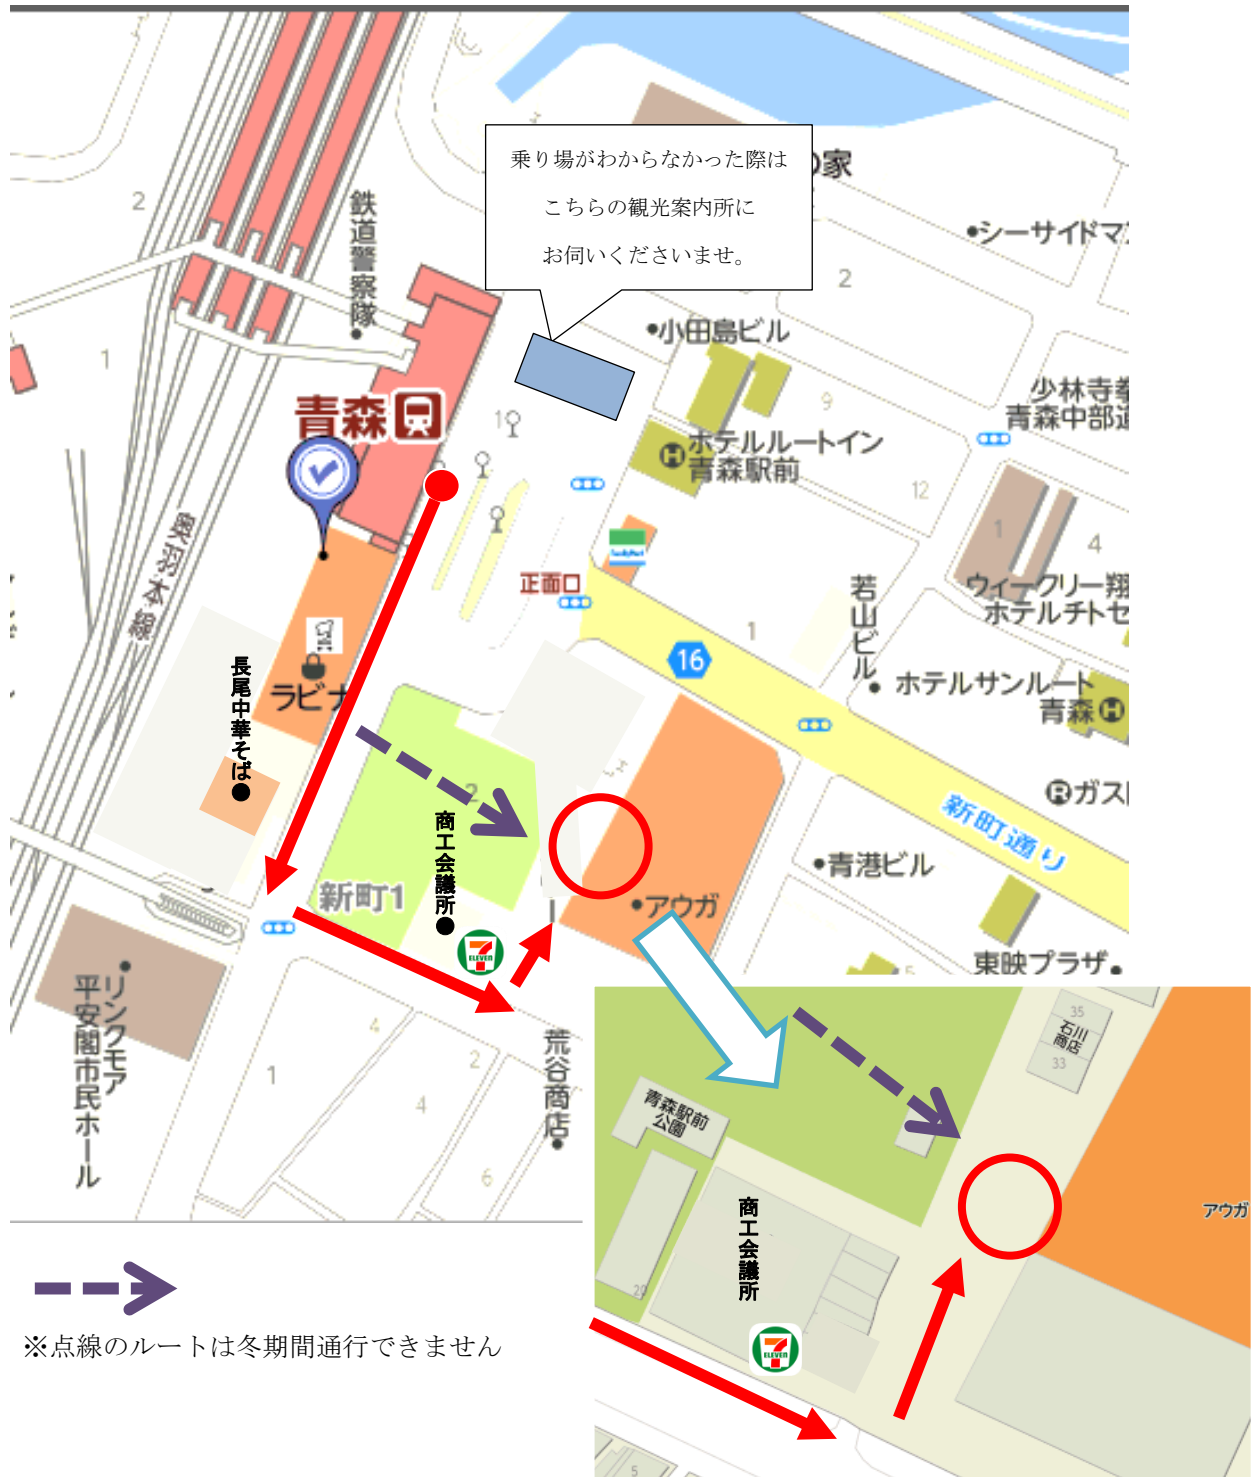 乗り場がわからなかった際は
こちらの観光案内所に
お伺いくださいませ。
の家
シーサイドマ
2
鉄道警察隊
2
小田島ビル
1
少林寺拳
青森中部道
9
青森
1
ホテルルートイン
青森駅前
12
1
4
奥羽本線
FamilyMart
正面口
ウィークリー翔
ホテルチトセ
若山ビル
1
16
長尾中華そば
ラビナ
ホテルサンルート
青森
2
ガス
新町通り
商工会議所
青港ビル
新町1
アウガ
7
ELEVEN
東映プラザ
5
リンクモア
平安閣市民ホール
4
2
荒谷商店
1
4
6
35
石川
商店
33
青森駅前
公園
アウガ
商工会議所
20
7
ELEVEN
5
※点線のルートは冬期間通行できません